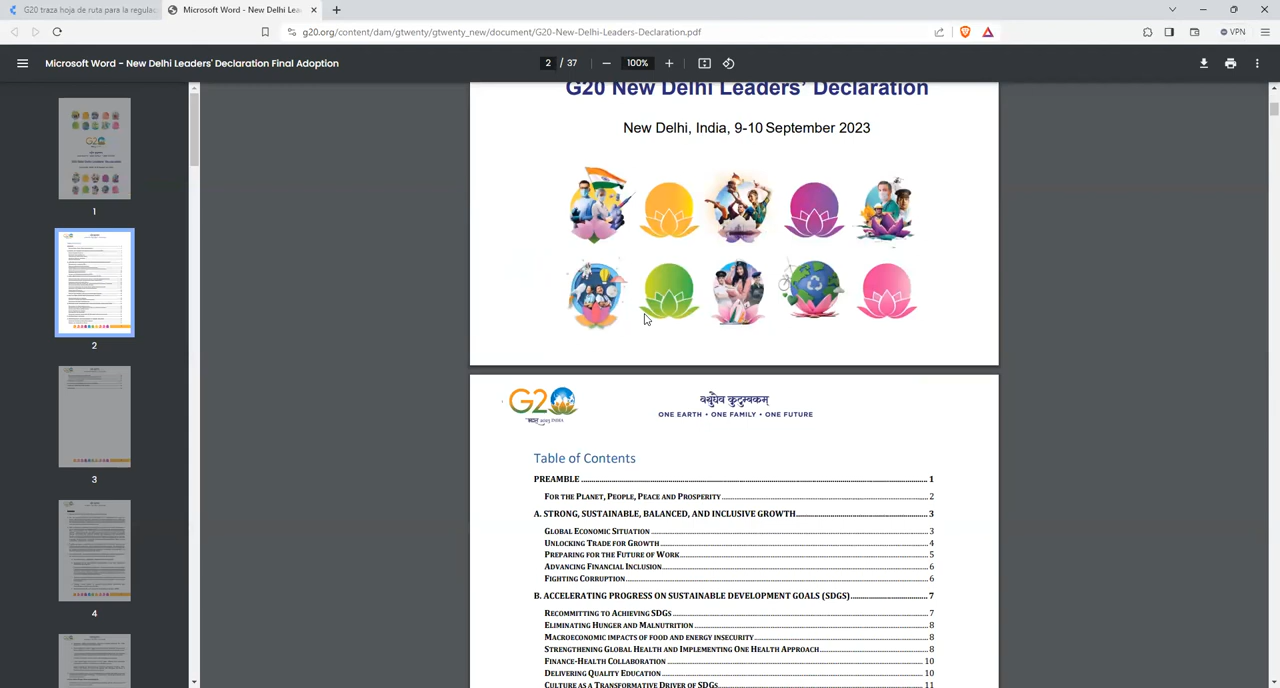 G20 traza hoja de ruta para la regulac
Microsoft Word - New Delhi Lea
g20.org/content/dam/gtwenty/gtwenty_new/document/G20-New-Delhi-Leaders-Declaration.pdf
VPN
Microsoft Word - New Delhi Leaders' Declaration Final Adoption
2 / 37
100%
1
2
3
4
G20 New Delhi Leaders' Declaration
New Delhi, India, 9-10 September 2023
G20
भारत 2023 INDIA
वसुधैव कुटुम्बकम्
ONE EARTH • ONE FAMILY • ONE FUTURE
Table of Contents
PREAMBLE 1
FOR THE PLANET, PEOPLE, PEACE AND PROSPERITY 2
A. STRONG, SUSTAINABLE, BALANCED, AND INCLUSIVE GROWTH 3
GLOBAL ECONOMIC SITUATION 3
UNLOCKING TRADE FOR GROWTH 4
PREPARING FOR THE FUTURE OF WORK 5
ADVANCING FINANCIAL INCLUSION 6
FIGHTING CORRUPTION 6
B. ACCELERATING PROGRESS ON SUSTAINABLE DEVELOPMENT GOALS (SDGS) 7
RECOMMITTING TO ACHIEVING SDGS 7
ELIMINATING HUNGER AND MALNUTRITION 8
MACROECONOMIC IMPACTS OF FOOD AND ENERGY INSECURITY 8
STRENGTHENING GLOBAL HEALTH AND IMPLEMENTING ONE HEALTH APPROACH 8
FINANCE-HEALTH COLLABORATION 10
DELIVERING QUALITY EDUCATION 10
CULTURE AS A TRANSFORMATIVE DRIVER OF SDGS 11